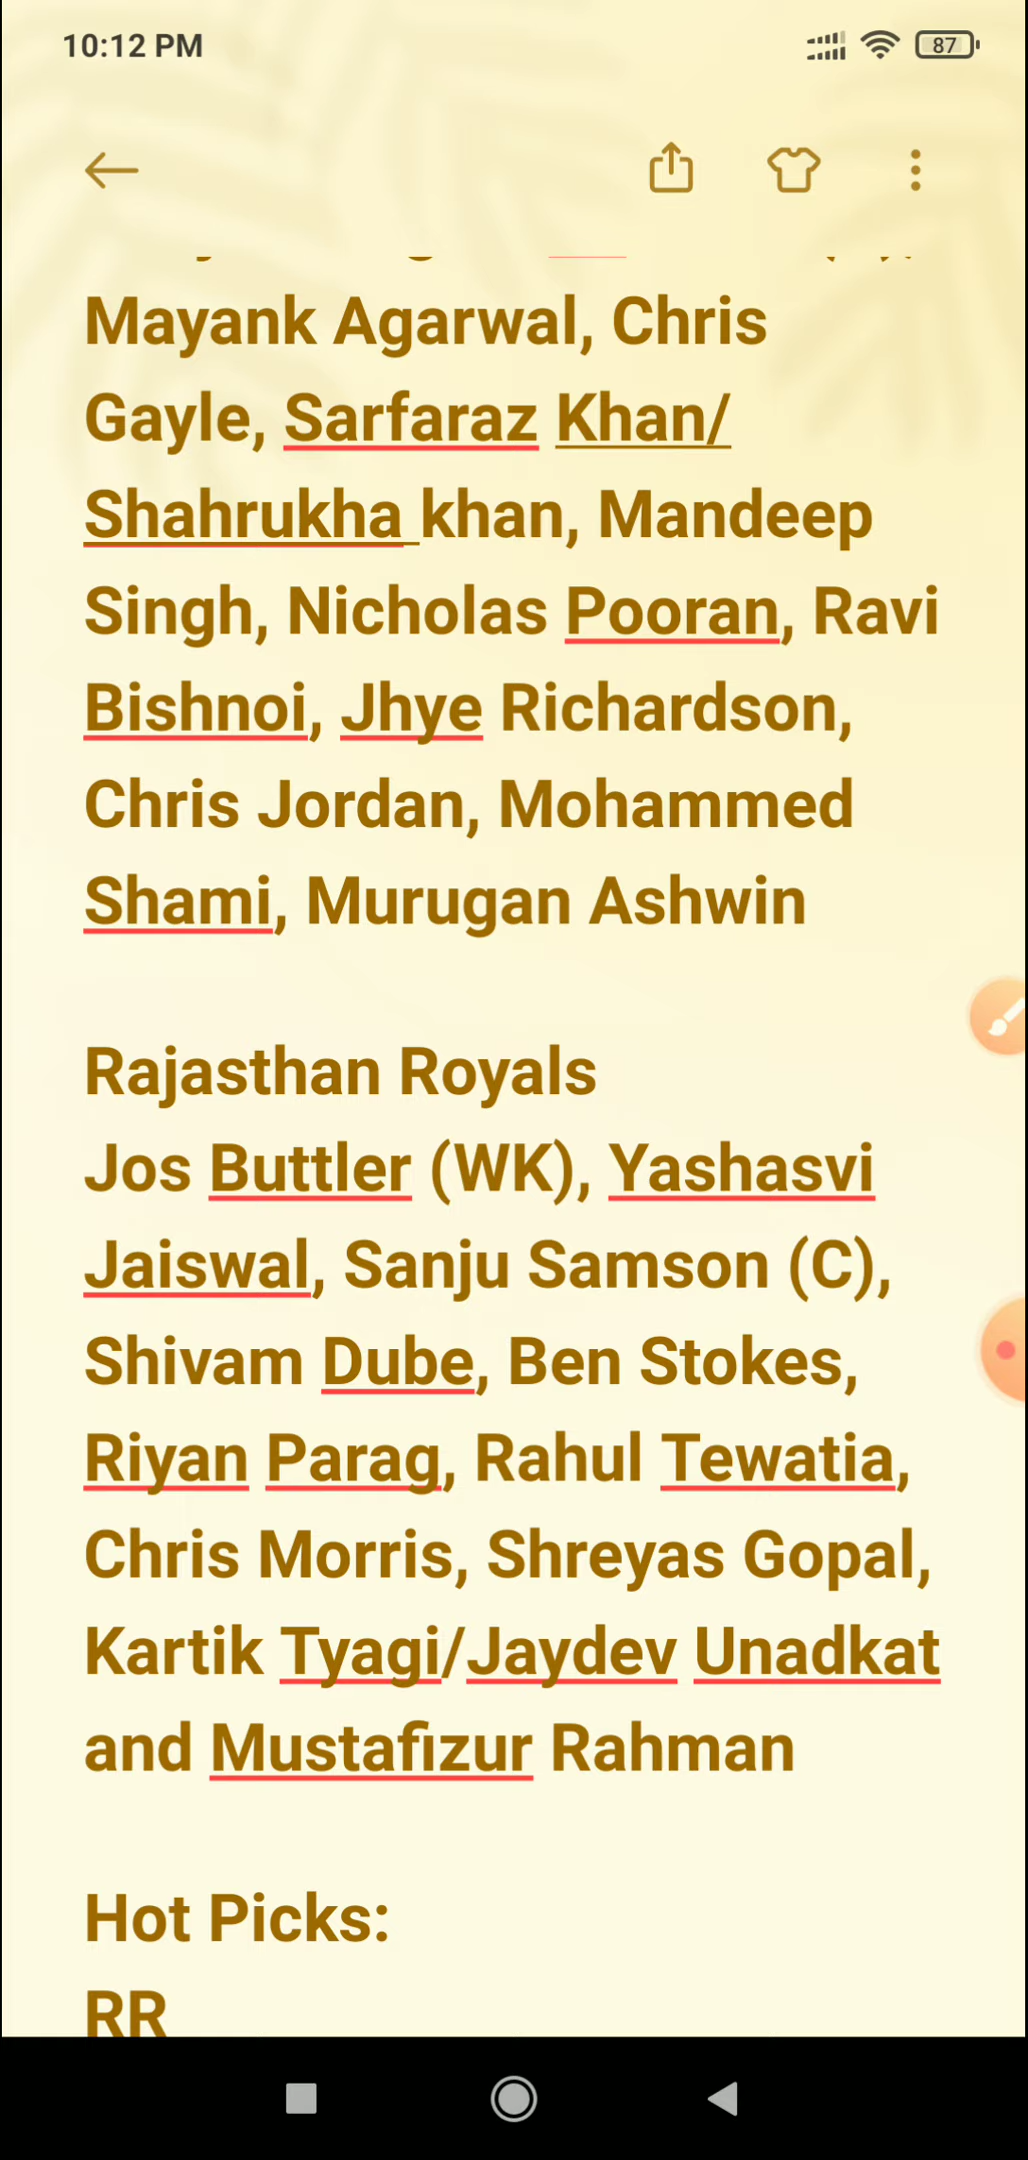 10:12 PM
87
Mayank Agarwal, Chris
Gayle, Sarfaraz Khan/
Shahrukha khan, Mandeep
Singh, Nicholas Pooran, Ravi
Bishnoi, Jhye Richardson,
Chris Jordan, Mohammed
Shami, Murugan Ashwin
Rajasthan Royals
Jos Buttler (WK), Yashasvi
Jaiswal, Sanju Samson (C),
Shivam Dube, Ben Stokes,
Riyan Parag, Rahul Tewatia,
Chris Morris, Shreyas Gopal,
Kartik Tyagi/Jaydev Unadkat
and Mustafizur Rahman
Hot Picks:
RR